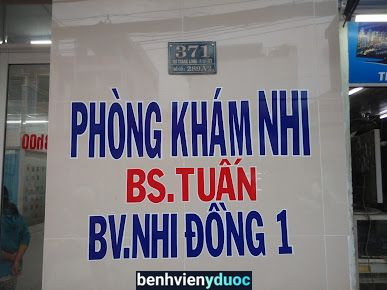 371
PHÒNG KHÁM NHI
BS.TUẤN
BV.NHI ĐỒNG 1
benhvienyduoc